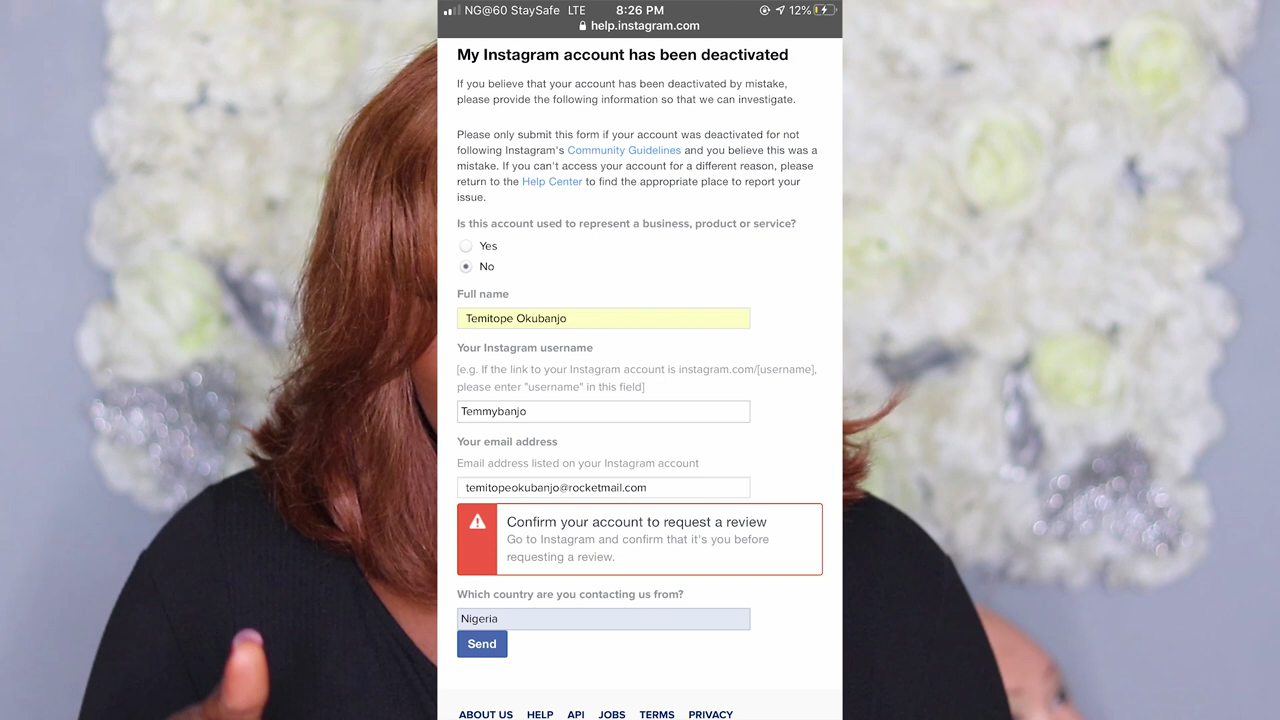 NG@60 StaySafe LTE 8:26 PM 12%
help.instagram.com
My Instagram account has been deactivated
If you believe that your account has been deactivated by mistake,
please provide the following information so that we can investigate.
Please only submit this form if your account was deactivated for not
following Instagram's Community Guidelines and you believe this was a
mistake. If you can't access your account for a different reason, please
return to the Help Center to find the appropriate place to report your
issue.
Is this account used to represent a business, product or service?
Yes
No
Full name
Temitope Okubanjo
Your Instagram username
[e.g. If the link to your Instagram account is instagram.com/[username],
please enter "username" in this field]
Temmybanjo
Your email address
Email address listed on your Instagram account
temitopeokubanjo@rocketmail.com
Confirm your account to request a review
Go to Instagram and confirm that it's you before
requesting a review.
Which country are you contacting us from?
Nigeria
Send
ABOUT US HELP API JOBS TERMS PRIVACY